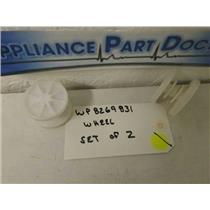 APPLIANCE PART DOC
WP8269831
WHEEL
SET OF 2